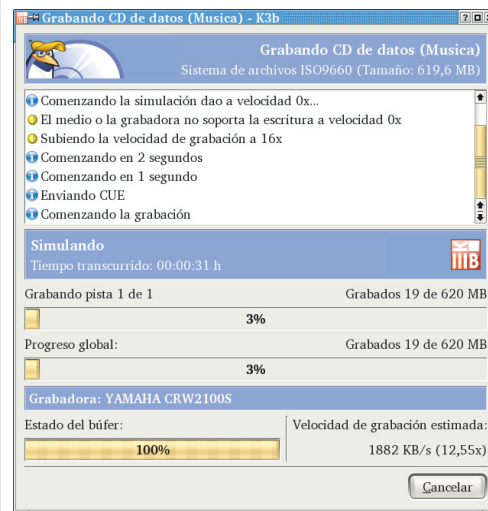 Grabando CD de datos (Musica) - K3b
Grabando CD de datos (Musica)
Sistema de archivos ISO9660 (Tamaño: 619,6 MB)
Comenzando la simulación dao a velocidad 0x...
El medio o la grabadora no soporta la escritura a velocidad 0x
Subiendo la velocidad de grabación a 16x
Comenzando en 2 segundos
Comenzando en 1 segundo
Enviando CUE
Comenzando la grabación
Simulando
Tiempo transcurrido: 00:00:31 h
Grabando pista 1 de 1 Grabados 19 de 620 MB
3%
Progreso global: Grabados 19 de 620 MB
3%
Grabadora: YAMAHA CRW2100S
Estado del búfer: Velocidad de grabación estimada:
100% 1882 KB/s (12,55x)
Cancelar